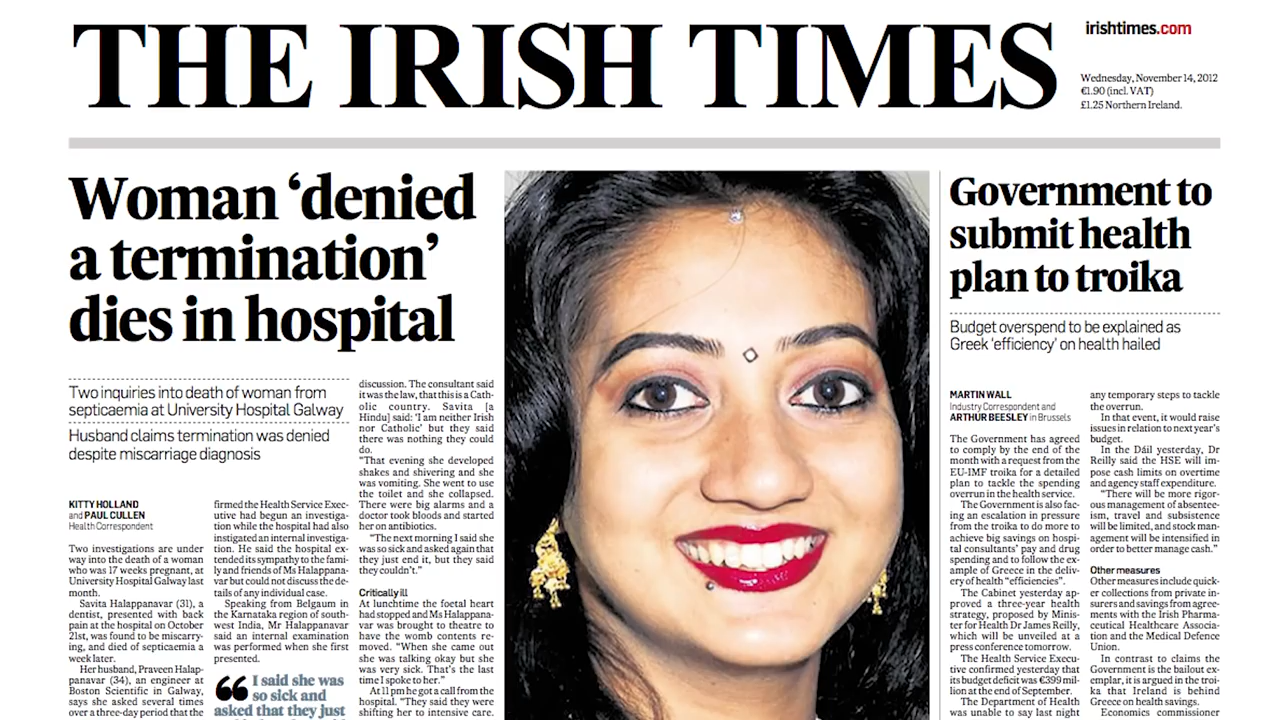 THE IRISH TIMES
irishtimes.com
Wednesday, November 14, 2012
€1.90 (incl. VAT)
£1.25 Northern Ireland.
Woman ‘denied
a termination’
dies in hospital
Two inquiries into death of woman from
septicaemia at University Hospital Galway
Husband claims termination was denied
despite miscarriage diagnosis
KITTY HOLLAND
and PAUL CULLEN
Health Correspondent
Two investigations are under
way into the death of a woman
who was 17 weeks pregnant, at
University Hospital Galway last
month.
Savita Halappanavar (31), a
dentist, presented with back
pain at the hospital on October
21st, was found to be miscarry-
ing, and died of septicaemia a
week later.
Her husband, Praveen Halap-
panavar (34), an engineer at
Boston Scientific in Galway,
says she asked several times
over a three-day period that the
firmed the Health Service Exec-
utive had begun an investiga-
tion while the hospital had also
instigated an internal investiga-
tion. He said the hospital ex-
tended its sympathy to the fami-
ly and friends of Ms Halappana-
var but could not discuss the de-
tails of any individual case.
Speaking from Belgaum in
the Karnataka region of south-
west India, Mr Halappanavar
said an internal examination
was performed when she first
presented.
“I said she was
so sick and
asked that they just
discussion. The consultant said
it was the law, that this is a Cath-
olic country. Savita [a
Hindu] said: ‘I am neither Irish
nor Catholic’ but they said
there was nothing they could
do.
“That evening she developed
shakes and shivering and she
was vomiting. She went to use
the toilet and she collapsed.
There were big alarms and a
doctor took bloods and started
her on antibiotics.
“The next morning I said she
was so sick and asked again that
they just end it, but they said
they couldn’t.”
Critically ill
At lunchtime the foetal heart
had stopped and Ms Halappana-
var was brought to theatre to
have the womb contents re-
moved. “When she came out
she was talking okay but she
was very sick. That’s the last
time I spoke to her.”
At 11 pm he got a call from the
hospital. “They said they were
shifting her to intensive care.
Government to
submit health
plan to troika
Budget overspend to be explained as
Greek ‘efficiency’ on health hailed
MARTIN WALL
Industry Correspondent and
ARTHUR BEESLEY in Brussels
The Government has agreed
to comply by the end of the
month with a request from the
EU-IMF troika for a detailed
plan to tackle the spending
overrun in the health service.
The Government is also fac-
ing an escalation in pressure
from the troika to do more to
achieve big savings on hospi-
tal consultants’ pay and drug
spending and to follow the ex-
ample of Greece in the deliv-
ery of health “efficiencies”.
The Cabinet yesterday ap-
proved a three-year health
strategy, proposed by Minis-
ter for Health Dr James Reilly,
which will be unveiled at a
press conference tomorrow.
The Health Service Execu-
tive confirmed yesterday that
its budget deficit was €399 mil-
lion at the end of September.
The Department of Health
was unable to say last night
any temporary steps to tackle
the overrun.
In that event, it would raise
issues in relation to next year’s
budget.
In the Dáil yesterday, Dr
Reilly said the HSE will im-
pose cash limits on overtime
and agency staff expenditure.
“There will be more rigor-
ous management of absentee-
ism, travel and subsistence
will be limited, and stock man-
agement will be intensified in
order to better manage cash.”
Other measures
Other measures include quick-
er collections from private in-
surers and savings from agree-
ments with the Irish Pharma-
ceutical Healthcare Associa-
tion and the Medical Defence
Union.
In contrast to claims the
Government is the bailout ex-
emplar, it is argued in the troi-
ka that Ireland is behind
Greece on health savings.
Economics commissioner